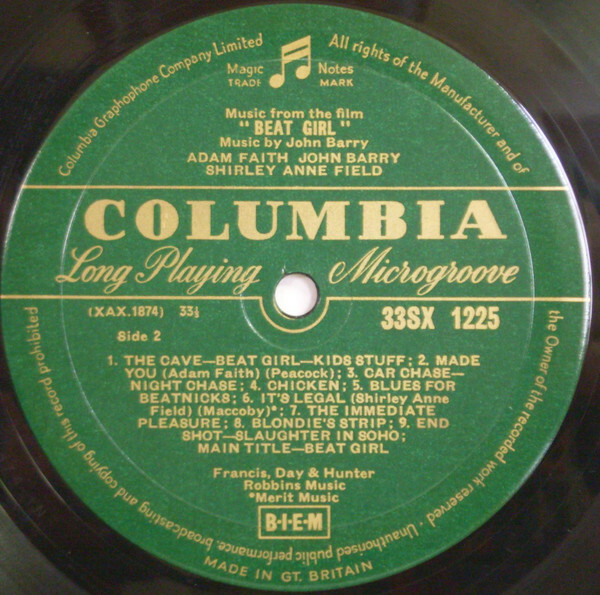 Columbia Graphophone Company Limited
All rights of the Manufacturer and of
the Owner of the recorded work reserved - Unauthorised public performance, broadcasting and copying of this record prohibited
Magic Notes
TRADE MARK
Music from the film
"BEAT GIRL"
Music by John Barry
ADAM FAITH JOHN BARRY
SHIRLEY ANNE FIELD
COLUMBIA
Long Playing Microgroove
(XAX.1874) 33⅓
33SX 1225
Side 2
1. THE CAVE—BEAT GIRL—KIDS STUFF; 2. MADE
YOU (Adam Faith) (Peacock); 3. CAR CHASE—
NIGHT CHASE; 4. CHICKEN; 5. BLUES FOR
BEATNICKS; 6. IT'S LEGAL (Shirley Anne
Field) (Maccoby)*; 7. THE IMMEDIATE
PLEASURE; 8. BLONDIE'S STRIP; 9. END
SHOT—SLAUGHTER IN SOHO;
MAIN TITLE—BEAT GIRL
Francis, Day & Hunter
Robbins Music
*Merit Music
B·I·E·M
MADE IN GT. BRITAIN